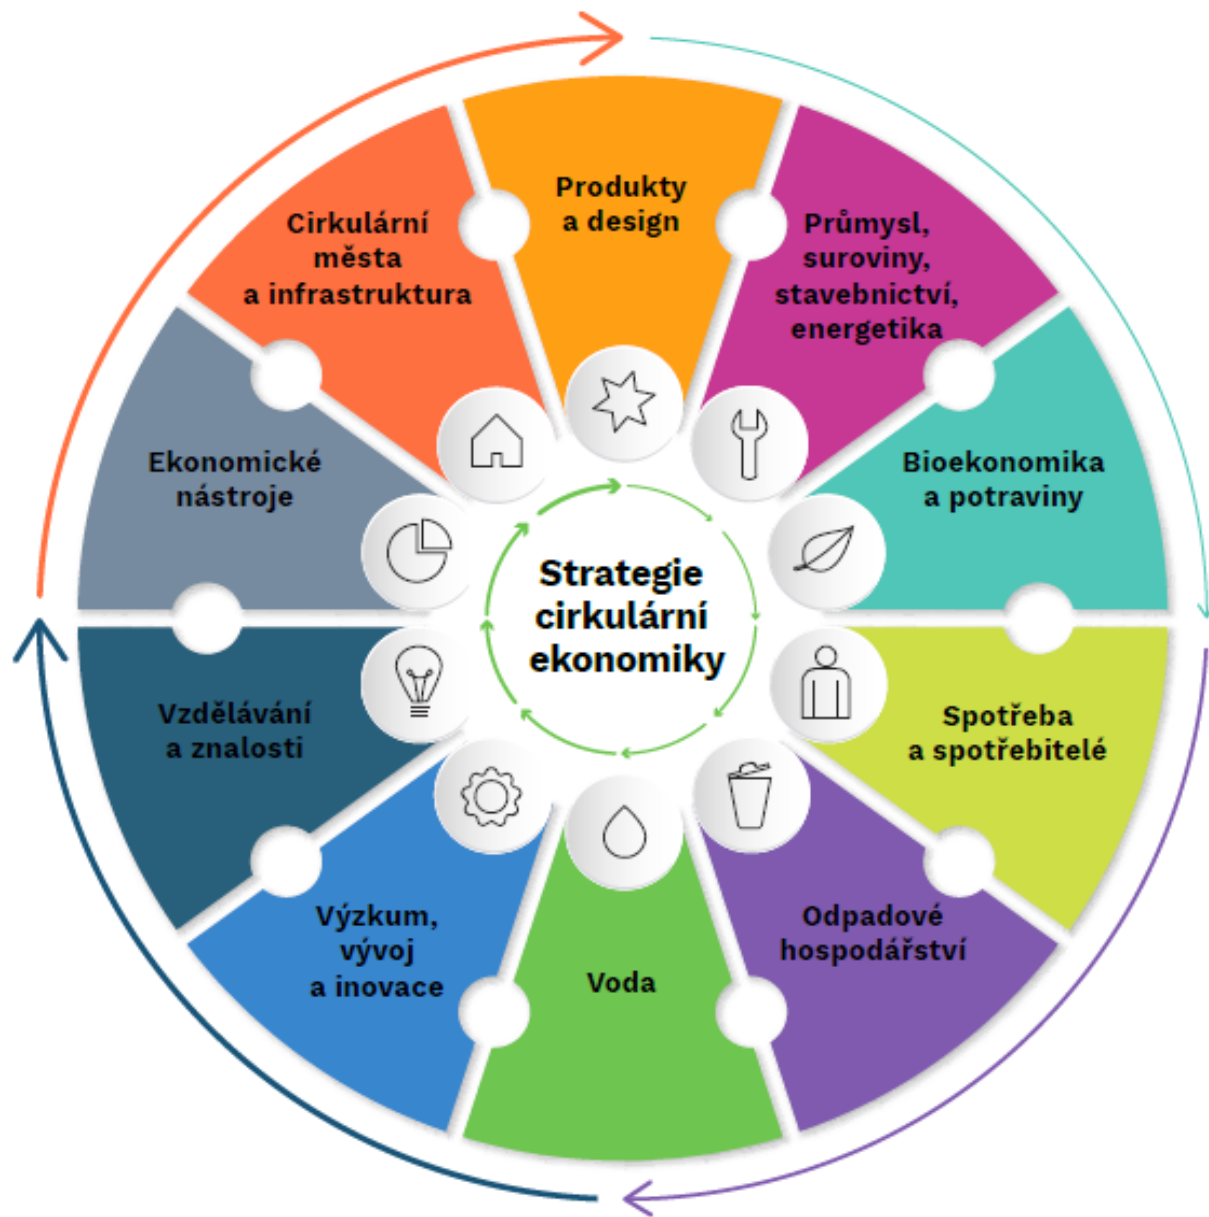 Produkty
a design
Průmysl,
suroviny,
stavebnictví,
energetika
Bioekonomika
a potraviny
Spotřeba
a spotřebitelé
Odpadové
hospodářství
Voda
Výzkum,
vývoj
a inovace
Vzdělávání
a znalosti
Ekonomické
nástroje
Cirkulární
města
a infrastruktura
Strategie
cirkulární
ekonomiky